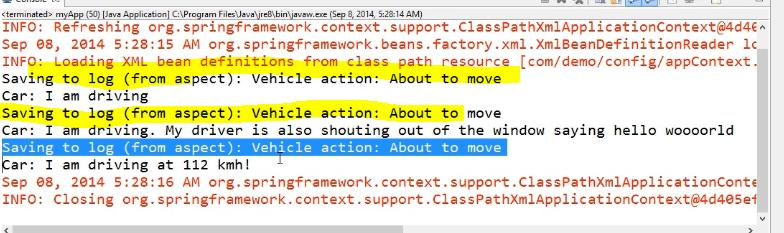 <terminated> myApp (50) [Java Application] C:\Program Files\Java\jre8\bin\javaw.exe (Sep 8, 2014, 5:28:14 AM)
INFO: Refreshing org.springframework.context.support.ClassPathXmlApplicationContext@4d40
Sep 08, 2014 5:28:15 AM org.springframework.beans.factory.xml.XmlBeanDefinitionReader lo
INFO: Loading XML bean definitions from class path resource [com/demo/config/appContext.
Saving to log (from aspect): Vehicle action: About to move
Car: I am driving
Saving to log (from aspect): Vehicle action: About to move
Car: I am driving. My driver is also shouting out of the window saying hello woooorld
Saving to log (from aspect): Vehicle action: About to move
Car: I am driving at 112 kmh!
Sep 08, 2014 5:28:16 AM org.springframework.context.support.ClassPathXmlApplicationConte
INFO: Closing org.springframework.context.support.ClassPathXmlApplicationContext@4d405ef